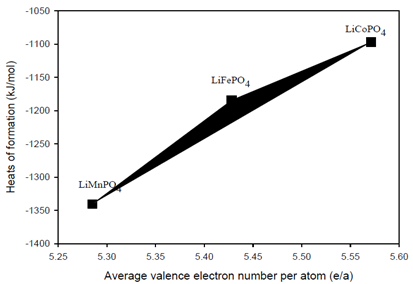 -1050
-1100
-1150
-1200
-1250
-1300
-1350
-1400
Heats of formation (kJ/mol)
LiCoPO4
LiFePO4
LiMnPO4
5.25 5.30 5.35 5.40 5.45 5.50 5.55 5.60
Average valence electron number per atom (e/a)